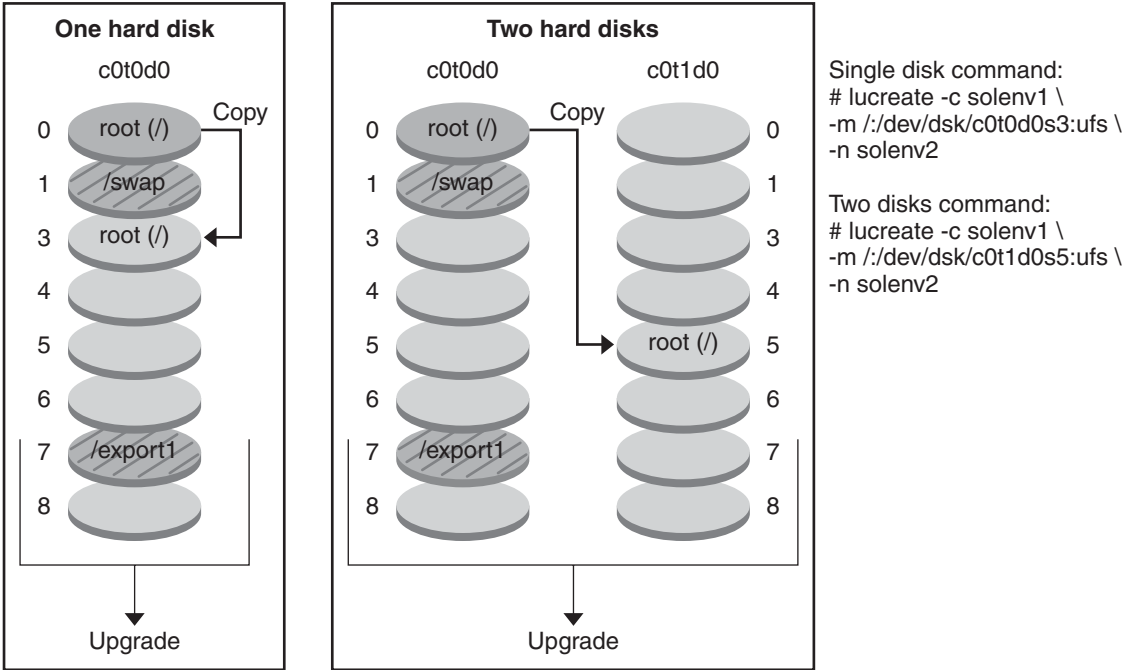 One hard disk
c0t0d0
Copy
0 root (/)
1 /swap
3 root (/)
4
5
6
7 /export1
8
Upgrade
Two hard disks
c0t0d0 c0t1d0
Copy
0 root (/) 0
1 /swap 1
3 3
4 4
5 root (/) 5
6 6
7 /export1 7
8 8
Upgrade
Single disk command:
# lucreate -c solenv1 \
-m /:/dev/dsk/c0t0d0s3:ufs \
-n solenv2
Two disks command:
# lucreate -c solenv1 \
-m /:/dev/dsk/c0t1d0s5:ufs \
-n solenv2